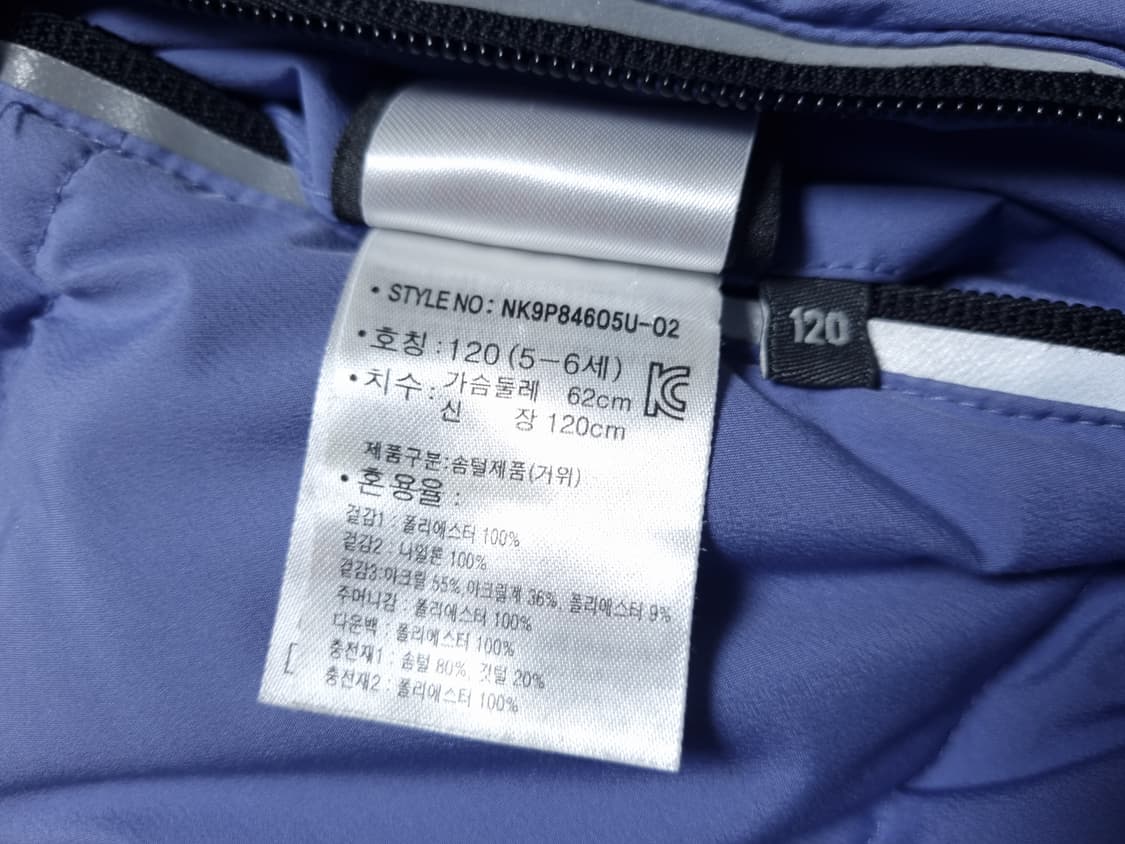 • STYLE NO : NK9P84605U-02
• 호칭 : 120 (5-6세)
• 치수 : 가슴둘레 62cm
신 장 120cm
120
제품구분:솜털제품(거위)
• 혼용율 :
겉감1 : 폴리에스터 100%
겉감2 : 나일론 100%
겉감3:아크릴 55%, 아크릴계 36%, 폴리에스터 9%
주머니감 : 폴리에스터 100%
다운백 : 폴리에스터 100%
충전재1 : 솜털 80%, 깃털 20%
충전재2 : 폴리에스터 100%